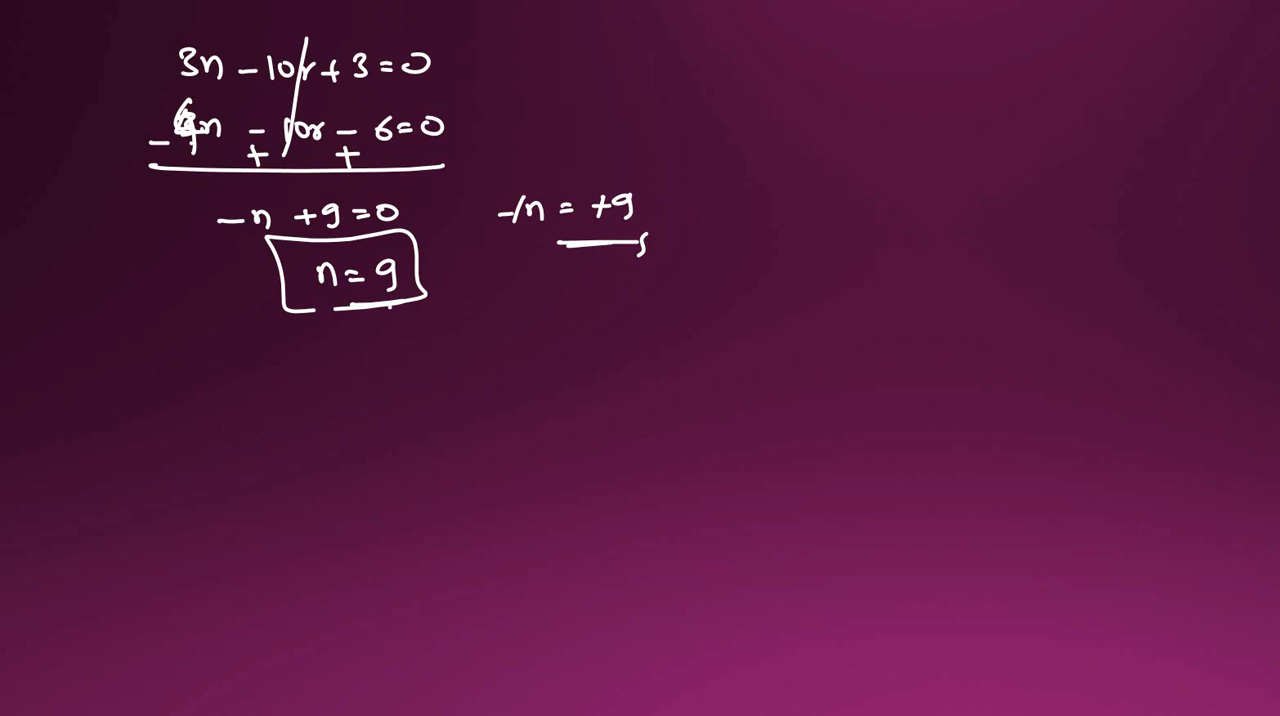 3n - 10r + 3 = 0
4n - 10r - 6 = 0
- + +
-n + 9 = 0
-n = +9
n = 9